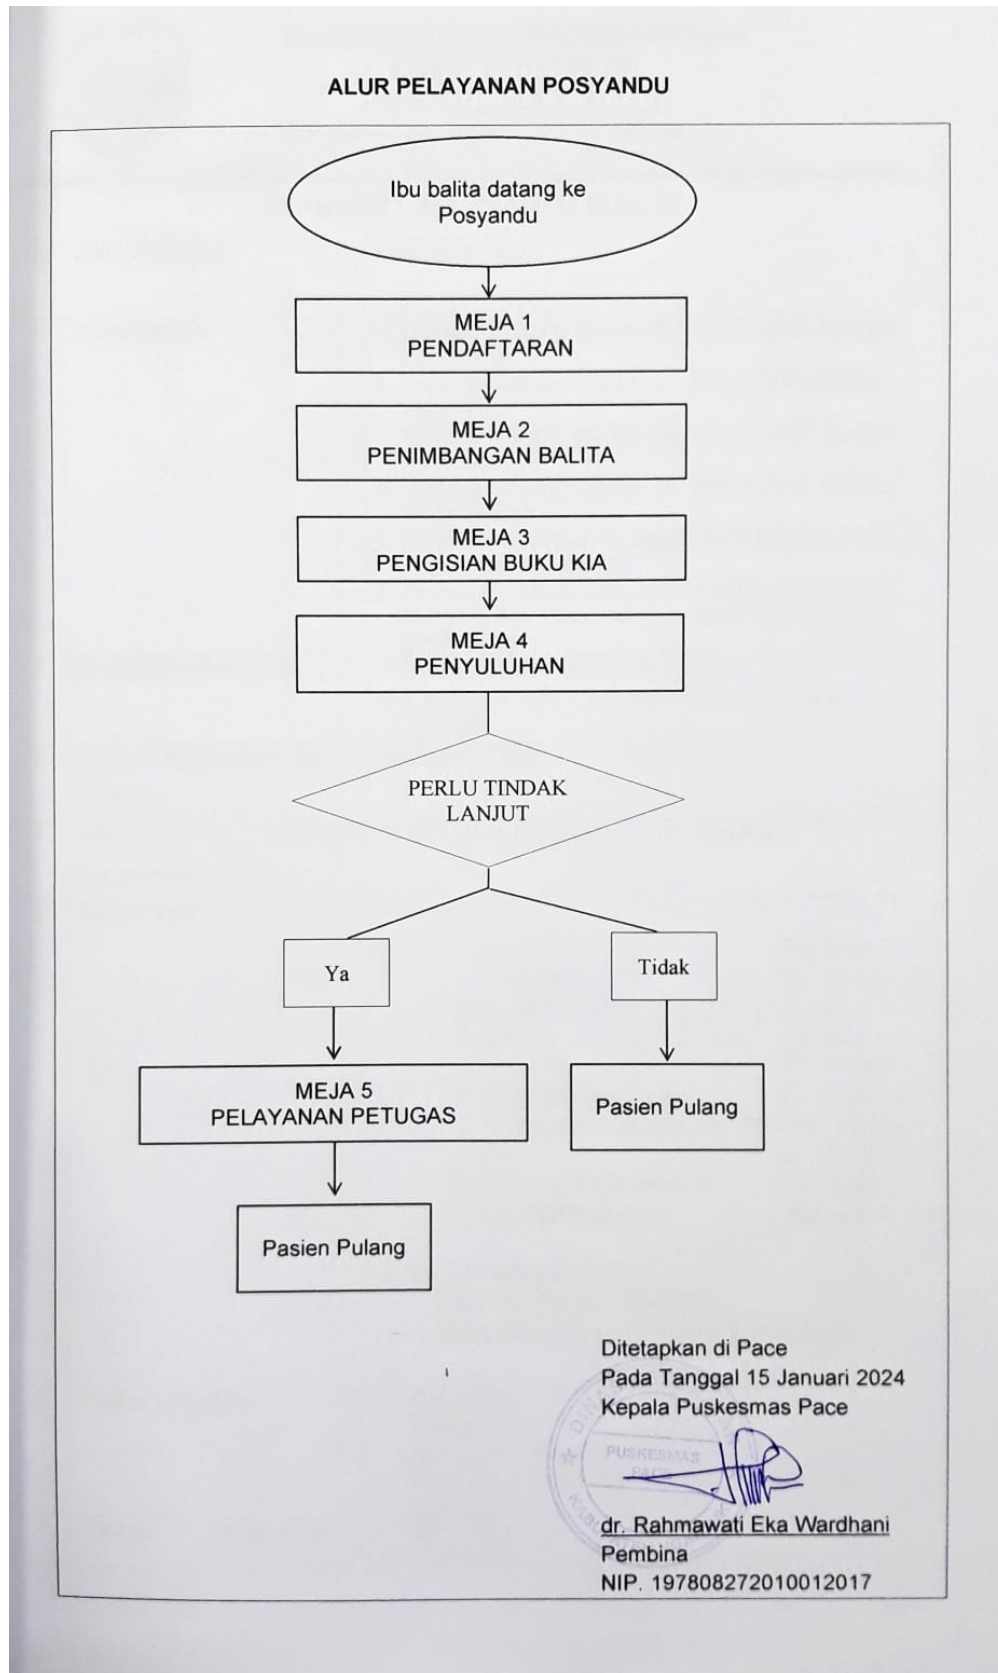 ALUR PELAYANAN POSYANDU
Ibu balita datang ke
Posyandu
MEJA 1
PENDAFTARAN
MEJA 2
PENIMBANGAN BALITA
MEJA 3
PENGISIAN BUKU KIA
MEJA 4
PENYULUHAN
PERLU TINDAK
LANJUT
Ya
Tidak
MEJA 5
PELAYANAN PETUGAS
Pasien Pulang
Pasien Pulang
Ditetapkan di Pace
Pada Tanggal 15 Januari 2024
Kepala Puskesmas Pace
PUSKESMAS
PACE
dr. Rahmawati Eka Wardhani
Pembina
NIP. 197808272010012017